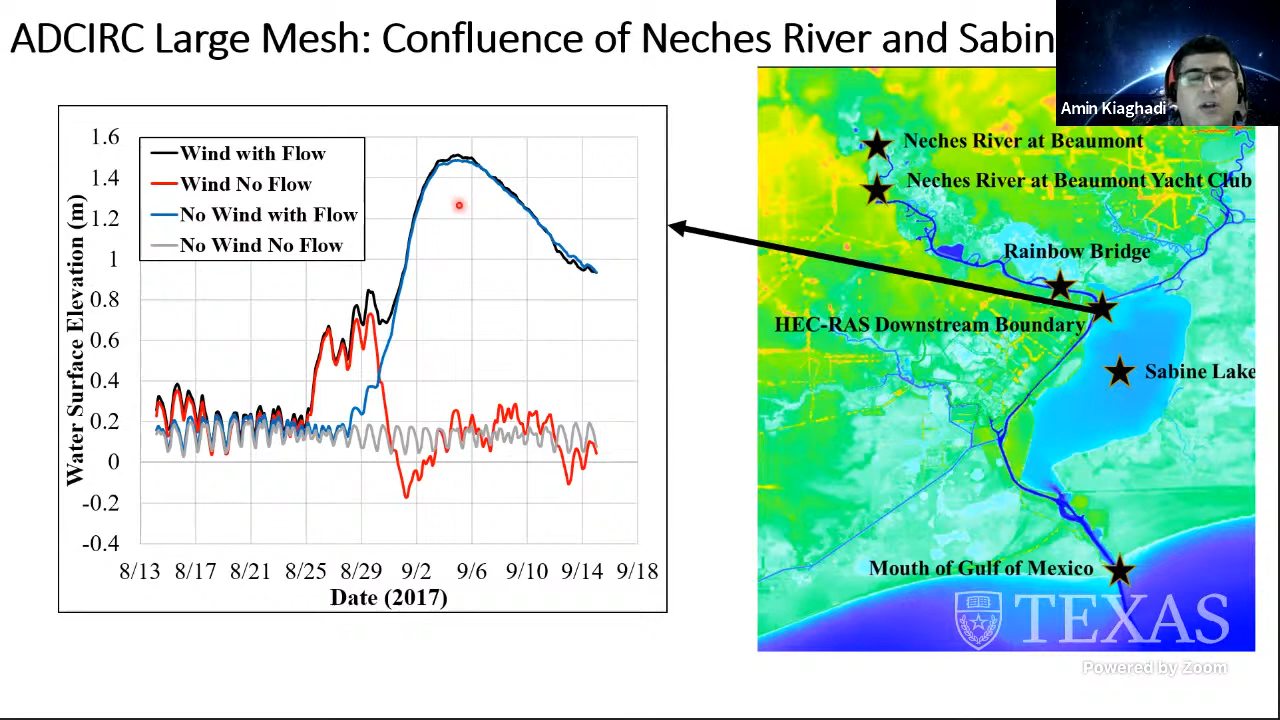 ADCIRC Large Mesh: Confluence of Neches River and Sabin
Amin Kiaghadi
Water Surface Elevation (m)
1.6
1.4
1.2
1
0.8
0.6
0.4
0.2
0
-0.2
-0.4
Wind with Flow
Wind No Flow
No Wind with Flow
No Wind No Flow
8/13 8/17 8/21 8/25 8/29 9/2 9/6 9/10 9/14 9/18
Date (2017)
Neches River at Beaumont
Neches River at Beaumont Yacht Club
Rainbow Bridge
HEC-RAS Downstream Boundary
Sabine Lake
Mouth of Gulf of Mexico
TEXAS
Powered by Zoom